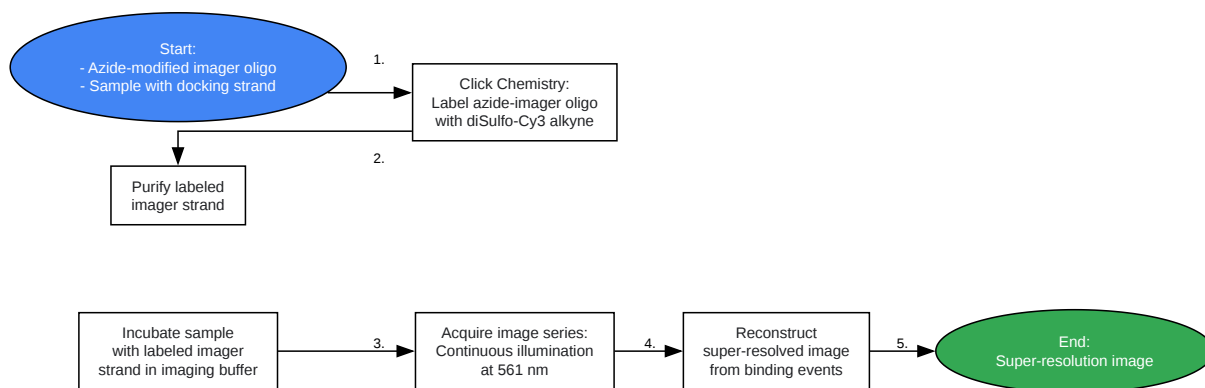 Start:
- Azide-modified imager oligo
- Sample with docking strand
1.
Click Chemistry:
Label azide-imager oligo
with diSulfo-Cy3 alkyne
2.
Purify labeled
imager strand
Incubate sample
with labeled imager
strand in imaging buffer
3.
Acquire image series:
Continuous illumination
at 561 nm
4.
Reconstruct
super-resolved image
from binding events
5.
End:
Super-resolution image